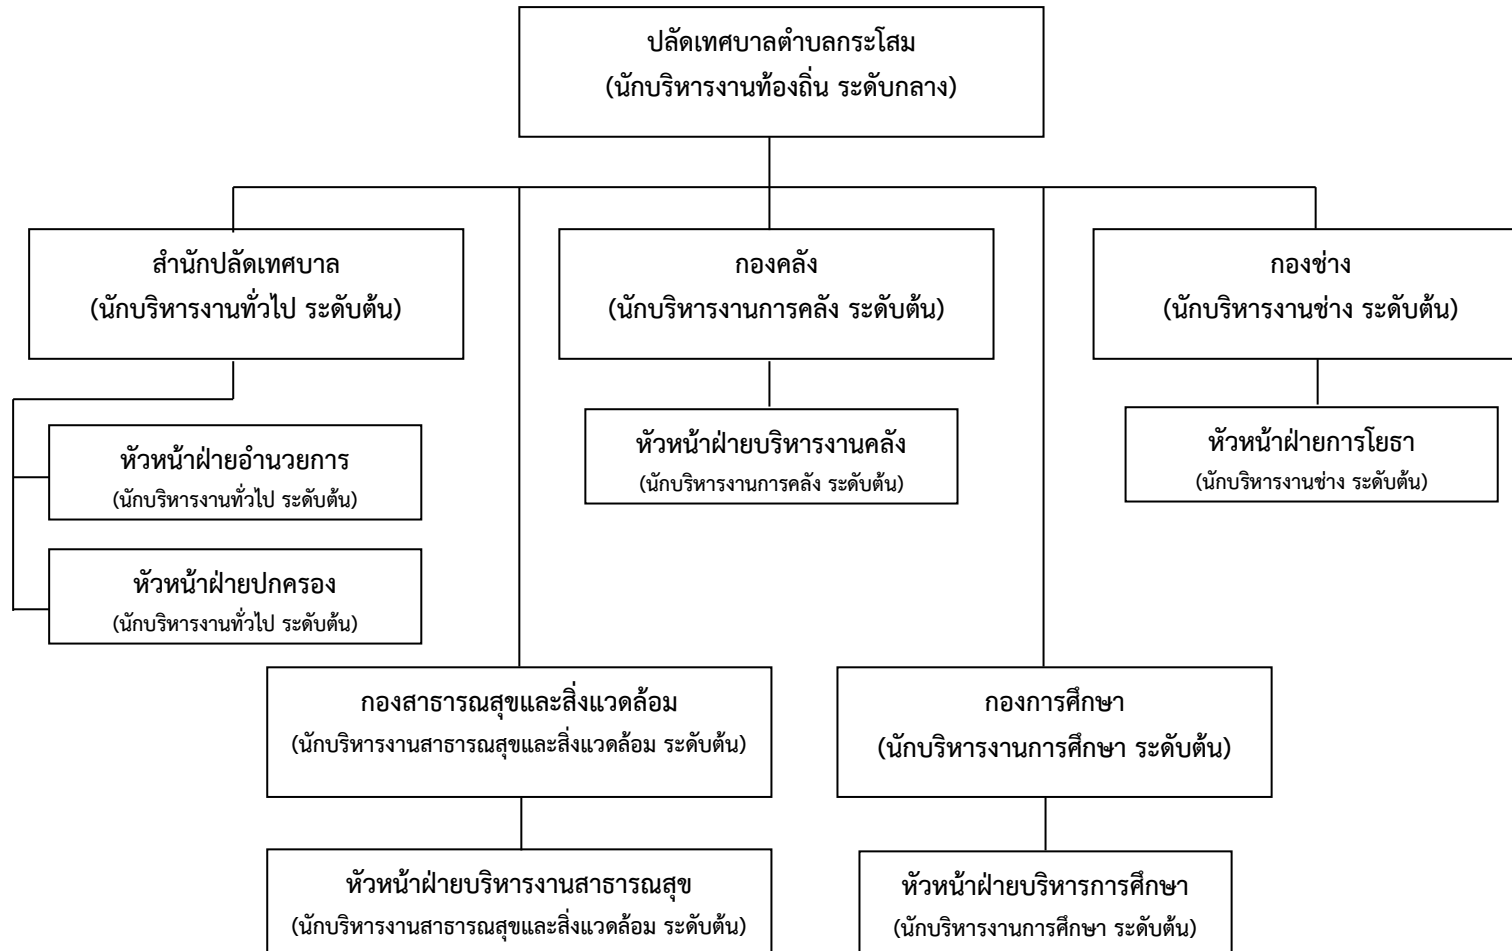 ปลัดเทศบาลตำบลกระโสม
(นักบริหารงานท้องถิ่น ระดับกลาง)
สำนักปลัดเทศบาล
(นักบริหารงานทั่วไป ระดับต้น)
กองคลัง
(นักบริหารงานการคลัง ระดับต้น)
กองช่าง
(นักบริหารงานช่าง ระดับต้น)
หัวหน้าฝ่ายอำนวยการ
(นักบริหารงานทั่วไป ระดับต้น)
หัวหน้าฝ่ายบริหารงานคลัง
(นักบริหารงานการคลัง ระดับต้น)
หัวหน้าฝ่ายการโยธา
(นักบริหารงานช่าง ระดับต้น)
หัวหน้าฝ่ายปกครอง
(นักบริหารงานทั่วไป ระดับต้น)
กองสาธารณสุขและสิ่งแวดล้อม
(นักบริหารงานสาธารณสุขและสิ่งแวดล้อม ระดับต้น)
กองการศึกษา
(นักบริหารงานการศึกษา ระดับต้น)
หัวหน้าฝ่ายบริหารงานสาธารณสุข
(นักบริหารงานสาธารณสุขและสิ่งแวดล้อม ระดับต้น)
หัวหน้าฝ่ายบริหารการศึกษา
(นักบริหารงานการศึกษา ระดับต้น)